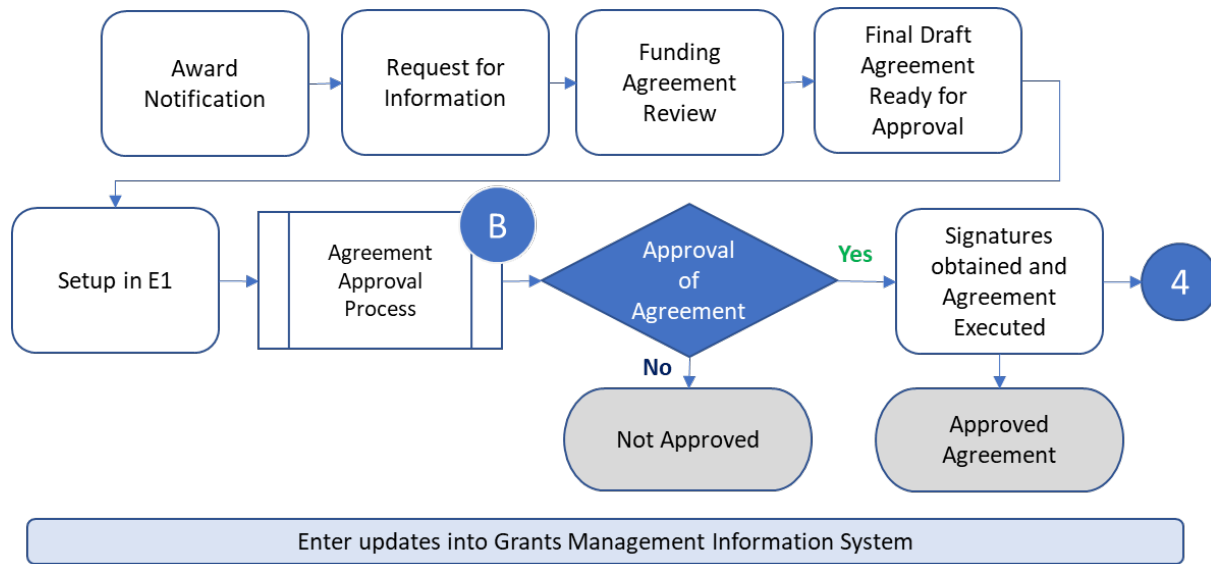 Award
Notification
Request for
Information
Funding
Agreement
Review
Final Draft
Agreement
Ready for
Approval
Setup in E1
Agreement
Approval
Process
B
Approval
of
Agreement
Yes
No
Signatures
obtained and
Agreement
Executed
4
Not Approved
Approved
Agreement
Enter updates into Grants Management Information System